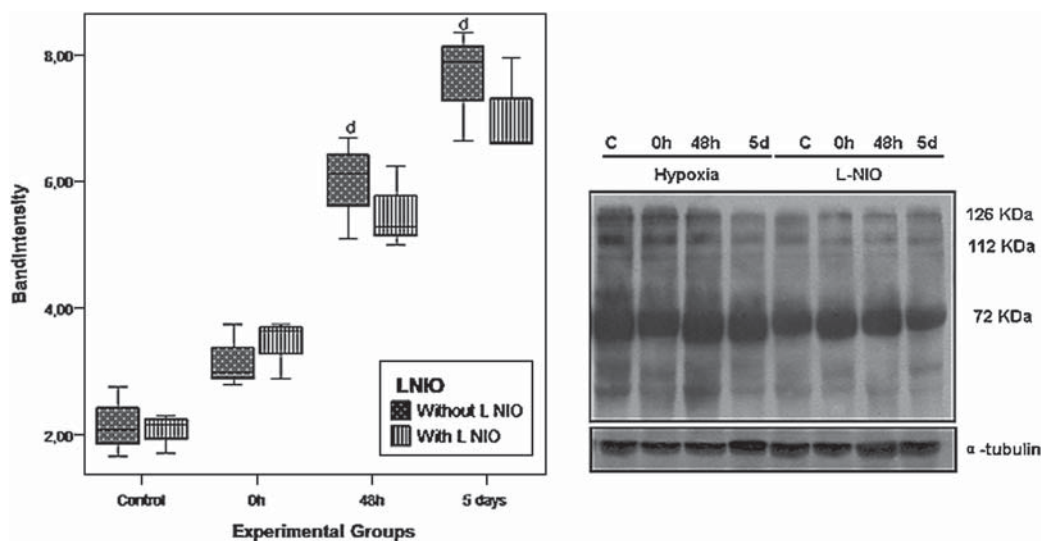 BandIntensity
8,00
6,00
4,00
2,00
d
d
LNIO
Without L NIO
With L NIO
Control 0h 48h 5 days
Experimental Groups
C 0h 48h 5d C 0h 48h 5d
Hypoxia L-NIO
126 KDa
112 KDa
72 KDa
α-tubulin